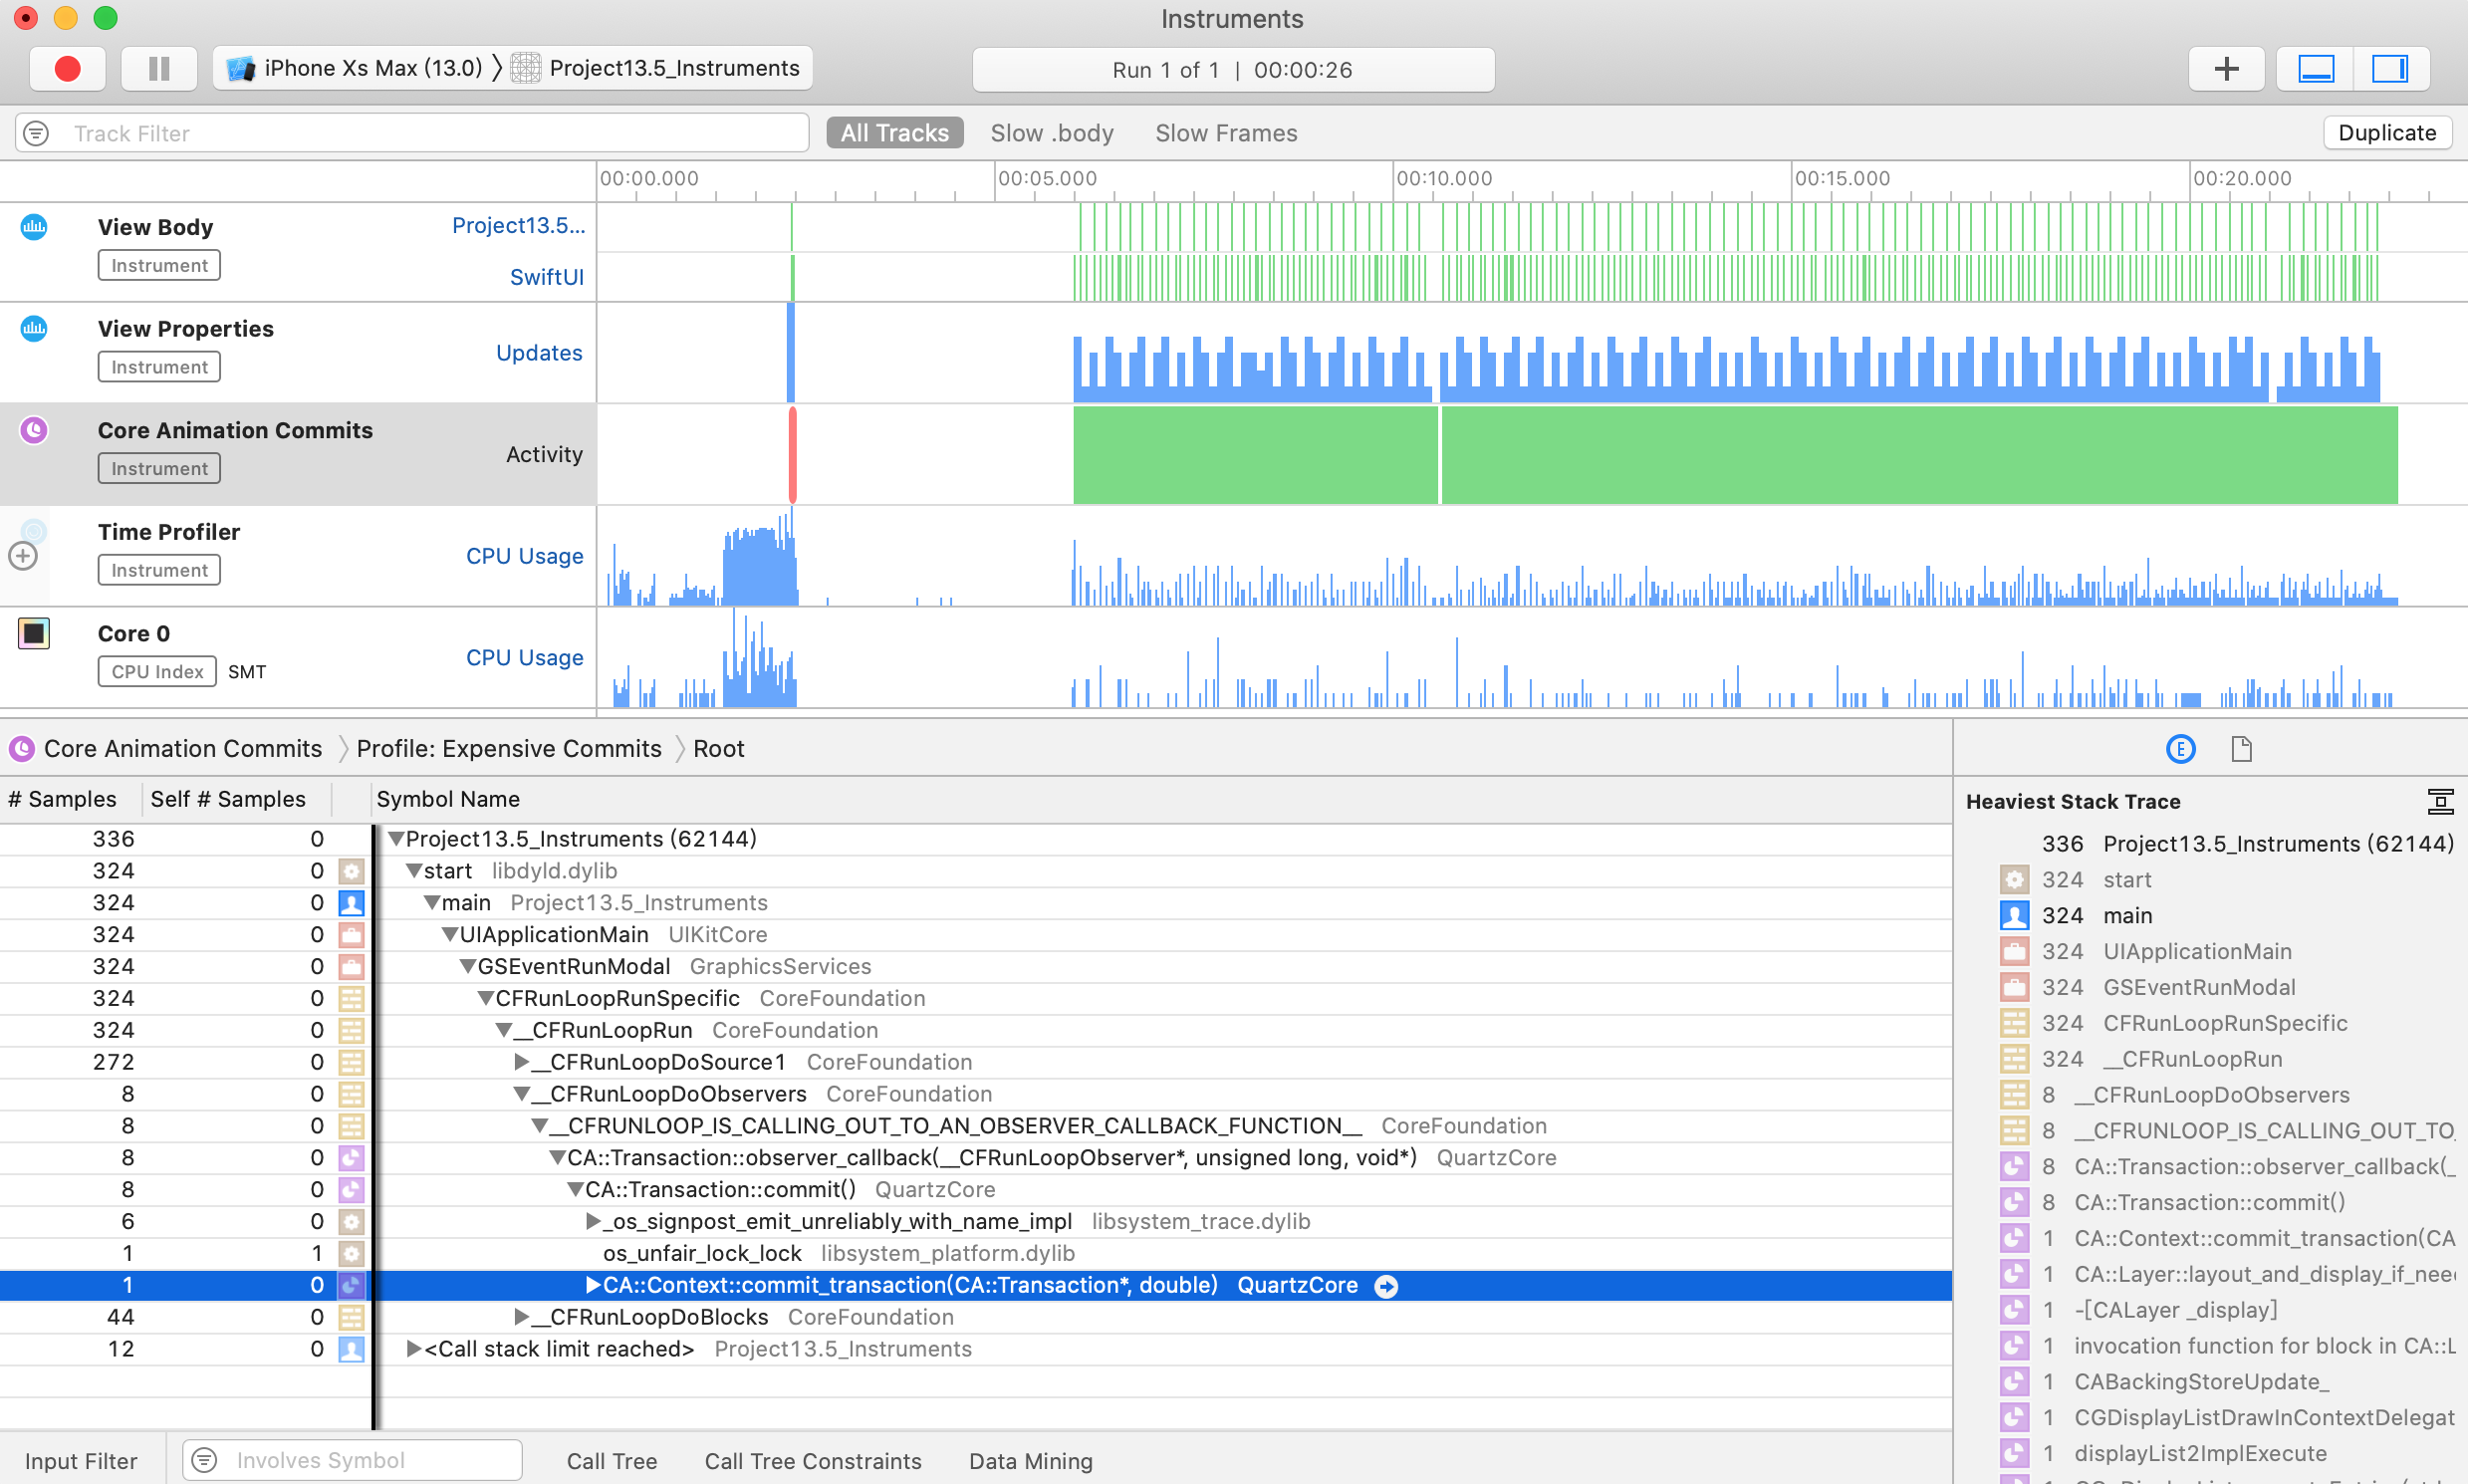 Instruments
iPhone Xs Max (13.0) Project13.5_Instruments
Run 1 of 1 | 00:00:26
Track Filter All Tracks Slow .body Slow Frames Duplicate
00:00.000 00:05.000 00:10.000 00:15.000 00:20.000
View Body Project13.5...
Instrument
SwiftUI
View Properties
Updates
Instrument
Core Animation Commits
Activity
Instrument
Time Profiler
CPU Usage
Instrument
Core 0
CPU Usage
CPU Index SMT
Core Animation Commits Profile: Expensive Commits Root
# Samples Self # Samples Symbol Name
336 0 Project13.5_Instruments (62144)
324 0 start libdyld.dylib
324 0 main Project13.5_Instruments
324 0 UIApplicationMain UIKitCore
324 0 GSEventRunModal GraphicsServices
324 0 CFRunLoopRunSpecific CoreFoundation
324 0 __CFRunLoopRun CoreFoundation
272 0 __CFRunLoopDoSource1 CoreFoundation
8 0 __CFRunLoopDoObservers CoreFoundation
8 0 __CFRUNLOOP_IS_CALLING_OUT_TO_AN_OBSERVER_CALLBACK_FUNCTION__ CoreFoundation
8 0 CA::Transaction::observer_callback(__CFRunLoopObserver*, unsigned long, void*) QuartzCore
8 0 CA::Transaction::commit() QuartzCore
6 0 _os_signpost_emit_unreliably_with_name_impl libsystem_trace.dylib
1 1 os_unfair_lock_lock libsystem_platform.dylib
1 0 CA::Context::commit_transaction(CA::Transaction*, double) QuartzCore
44 0 __CFRunLoopDoBlocks CoreFoundation
12 0 <Call stack limit reached> Project13.5_Instruments
Input Filter Involves Symbol Call Tree Call Tree Constraints Data Mining
E
Heaviest Stack Trace
336 Project13.5_Instruments (62144)
324 start
324 main
324 UIApplicationMain
324 GSEventRunModal
324 CFRunLoopRunSpecific
324 __CFRunLoopRun
8 __CFRunLoopDoObservers
8 __CFRUNLOOP_IS_CALLING_OUT_TO_
8 CA::Transaction::observer_callback(_
8 CA::Transaction::commit()
1 CA::Context::commit_transaction(CA
1 CA::Layer::layout_and_display_if_nee
1 -[CALayer _display]
1 invocation function for block in CA::L
1 CABackingStoreUpdate_
1 CGDisplayListDrawInContextDelegat
1 displayList2ImplExecute